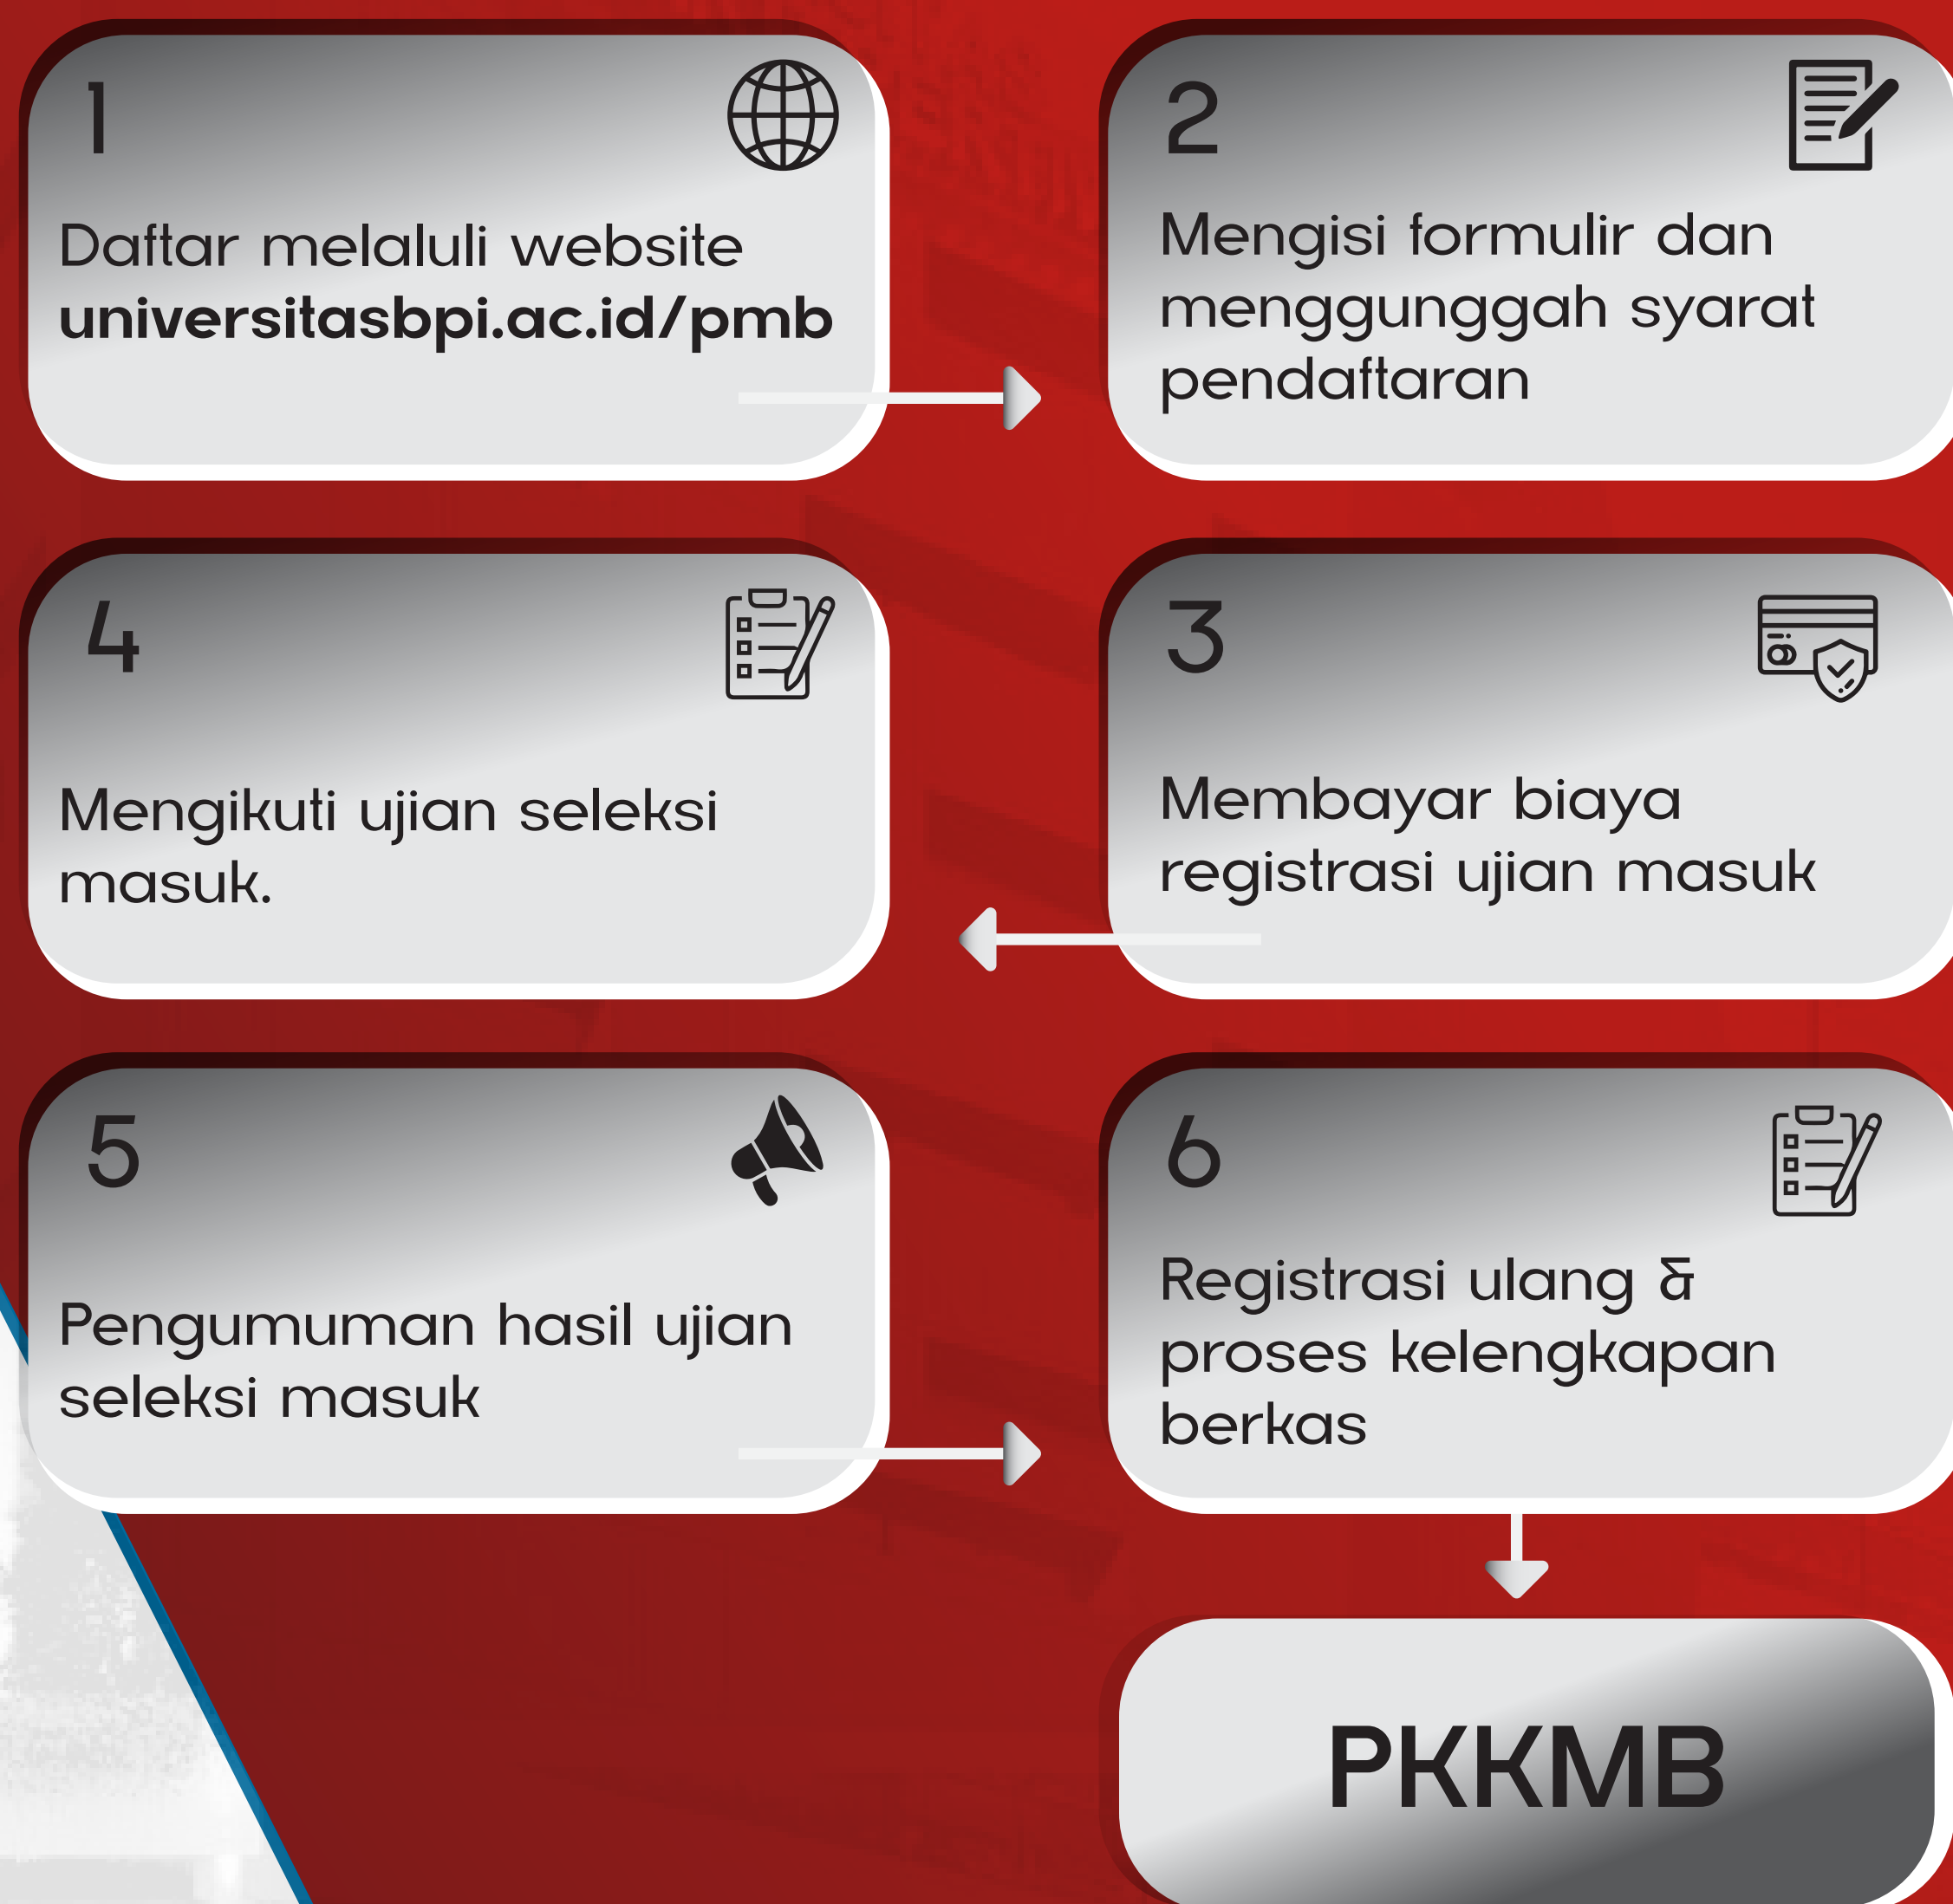 1
Daftar melaluli website
universitasbpi.ac.id/pmb
2
Mengisi formulir dan
menggunggah syarat
pendaftaran
3
Membayar biaya
registrasi ujian masuk
4
Mengikuti ujian seleksi
masuk.
5
Pengumuman hasil ujian
seleksi masuk
6
Registrasi ulang &
proses kelengkapan
berkas
PKKMB